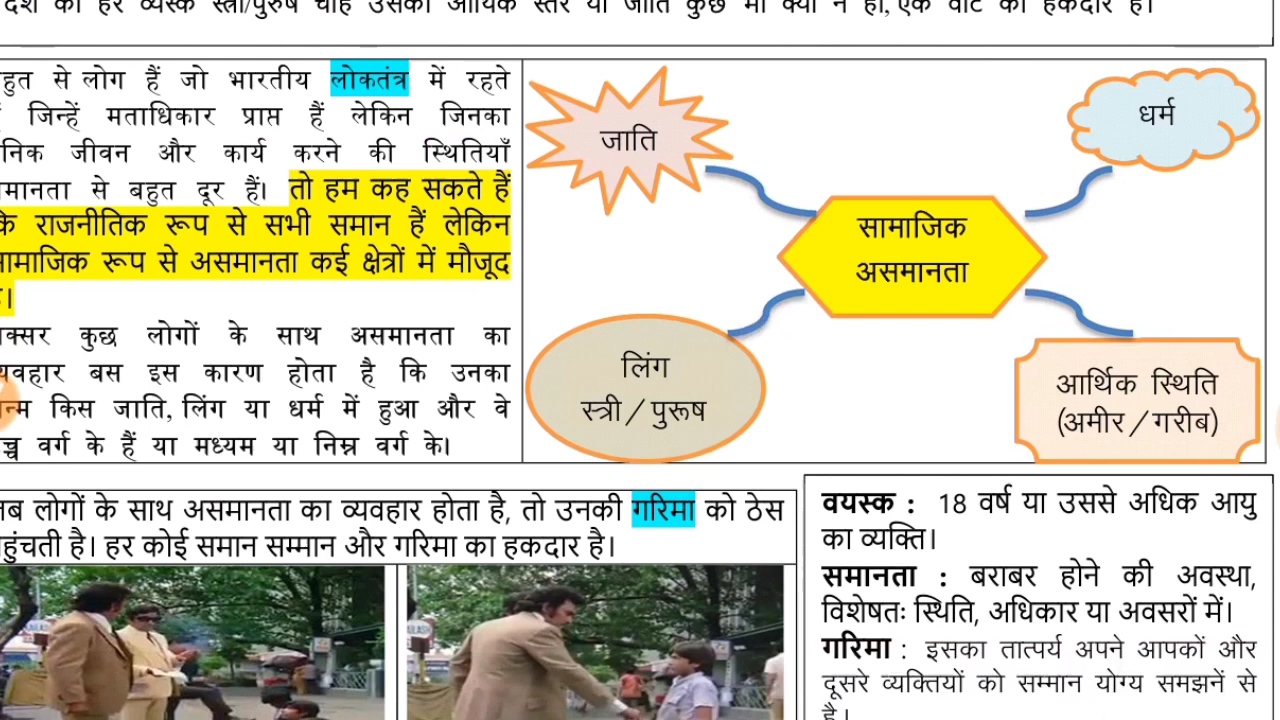 देश का हर व्यस्क स्त्री/पुरुष चाहे उसका आर्थिक स्तर या जाति कुछ भी क्यों न हो, एक वोट का हकदार है।
से लोग हैं जो भारतीय लोकतंत्र में रहते
जिन्हें मताधिकार प्राप्त हैं लेकिन जिनका
जीवन और कार्य करने की स्थितियाँ
से बहुत दूर हैं। तो हम कह सकते हैं
राजनीतिक रूप से सभी समान हैं लेकिन
रूप से असमानता कई क्षेत्रों में मौजूद
कुछ लोगों के साथ असमानता का
बस इस कारण होता है कि उनका
किस जाति, लिंग या धर्म में हुआ और वे
वर्ग के हैं या मध्यम या निम्न वर्ग के।
जाति
धर्म
सामाजिक
असमानता
लिंग
स्त्री / पुरूष
आर्थिक स्थिति
(अमीर / गरीब)
लोगों के साथ असमानता का व्यवहार होता है, तो उनकी गरिमा को ठेस
है। हर कोई समान सम्मान और गरिमा का हकदार है।
वयस्क : 18 वर्ष या उससे अधिक आयु
का व्यक्ति।
समानता : बराबर होने की अवस्था,
विशेषतः स्थिति, अधिकार या अवसरों में।
गरिमा : इसका तात्पर्य अपने आपकों और
दूसरे व्यक्तियों को सम्मान योग्य समझनें से
है।